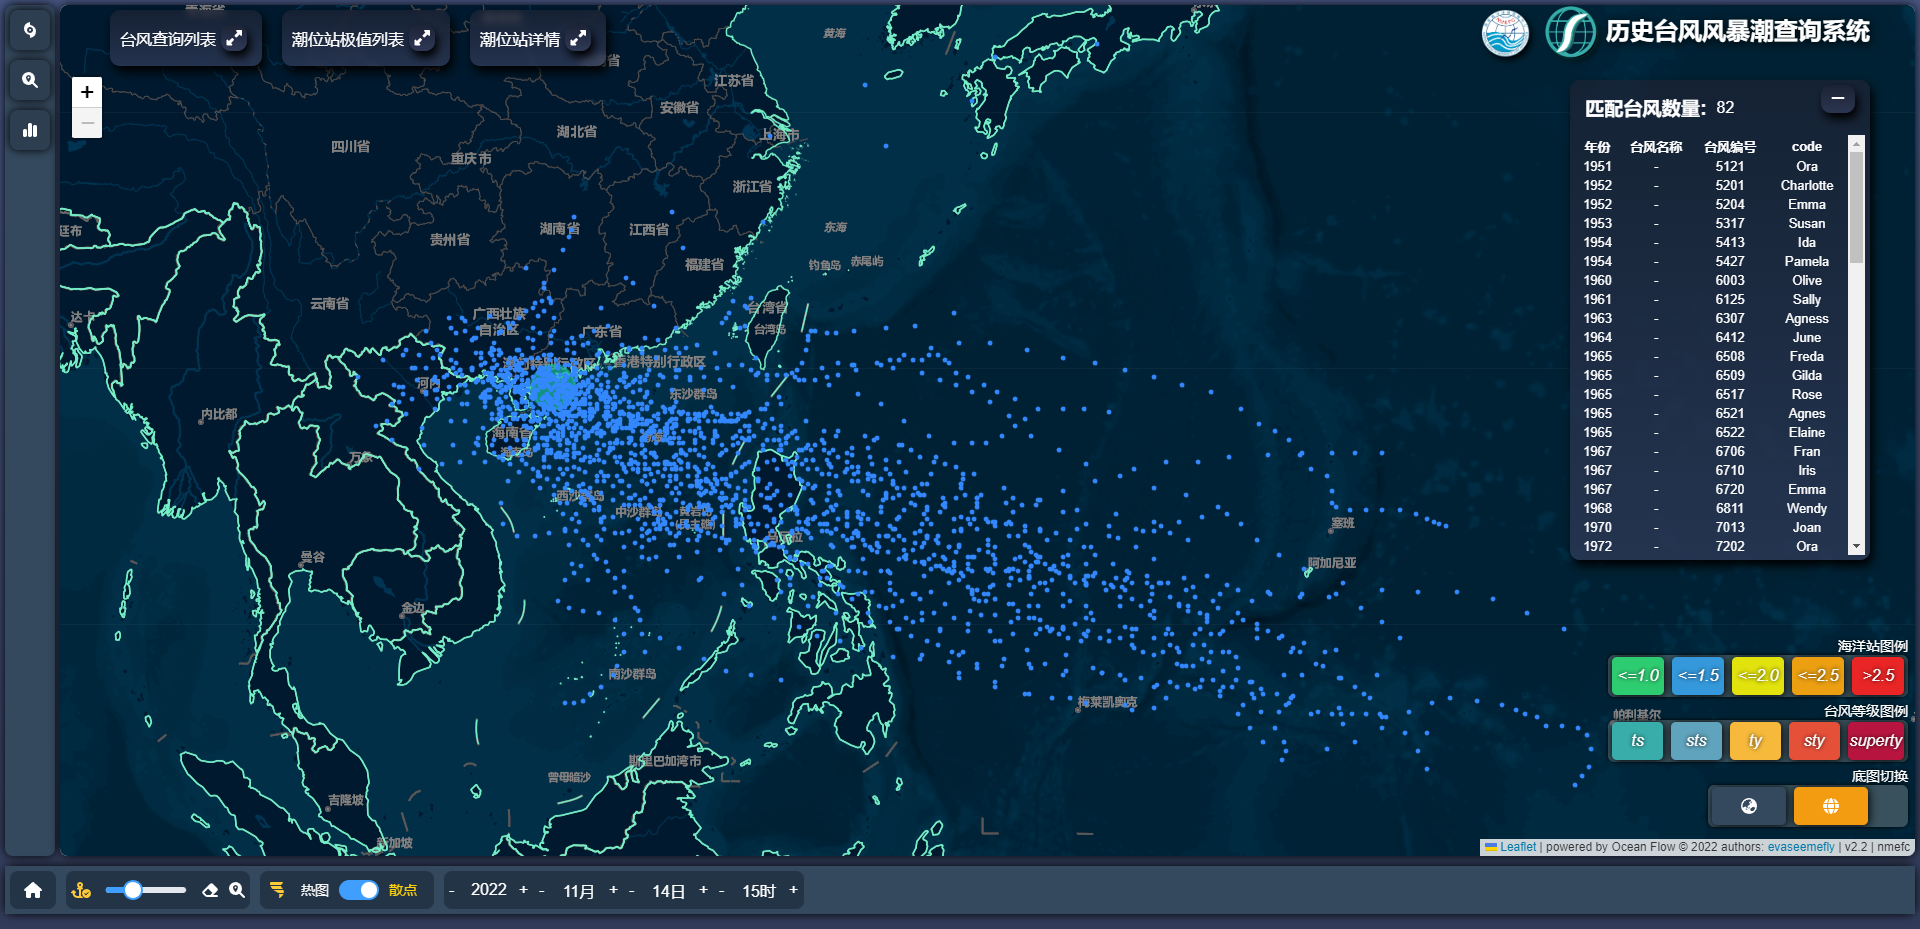 台风查询列表
潮位站极值列表
潮位站详情
历史台风风暴潮查询系统
+
−
匹配台风数量: 82
年份 台风名称 台风编号 code
1951 - 5121 Ora
1952 - 5201 Charlotte
1952 - 5204 Emma
1953 - 5317 Susan
1954 - 5413 Ida
1954 - 5427 Pamela
1960 - 6003 Olive
1961 - 6125 Sally
1963 - 6307 Agness
1964 - 6412 June
1965 - 6508 Freda
1965 - 6509 Gilda
1965 - 6517 Rose
1965 - 6521 Agnes
1965 - 6522 Elaine
1967 - 6706 Fran
1967 - 6710 Iris
1967 - 6720 Emma
1968 - 6811 Wendy
1970 - 7013 Joan
1972 - 7202 Ora
黄海
江苏省
安徽省
湖北省
上海市
四川省
重庆市
浙江省
湖南省
江西省
东海
贵州省
廷布
福建省
钓鱼岛
赤尾屿
云南省
台湾省
广西壮族
自治区
达卡
台湾岛
广东省
香港特别行政区
河内
东沙群岛
内比都
海南省
万象
西沙群岛
中沙群岛
塞班
曼谷
阿加尼亚
金边
南沙群岛
梅莱凯奥克
帕利基尔
斯里巴加湾市
曾母暗沙
吉隆坡
新加坡
海洋站图例
<=1.0 <=1.5 <=2.0 <=2.5 >2.5
台风等级图例
ts sts ty sty superty
底图切换
Leaflet | powered by Ocean Flow © 2022 authors: evaseemefly | v2.2 | nmefc
热图 散点
- 2022 + - 11月 + - 14日 + - 15时 +